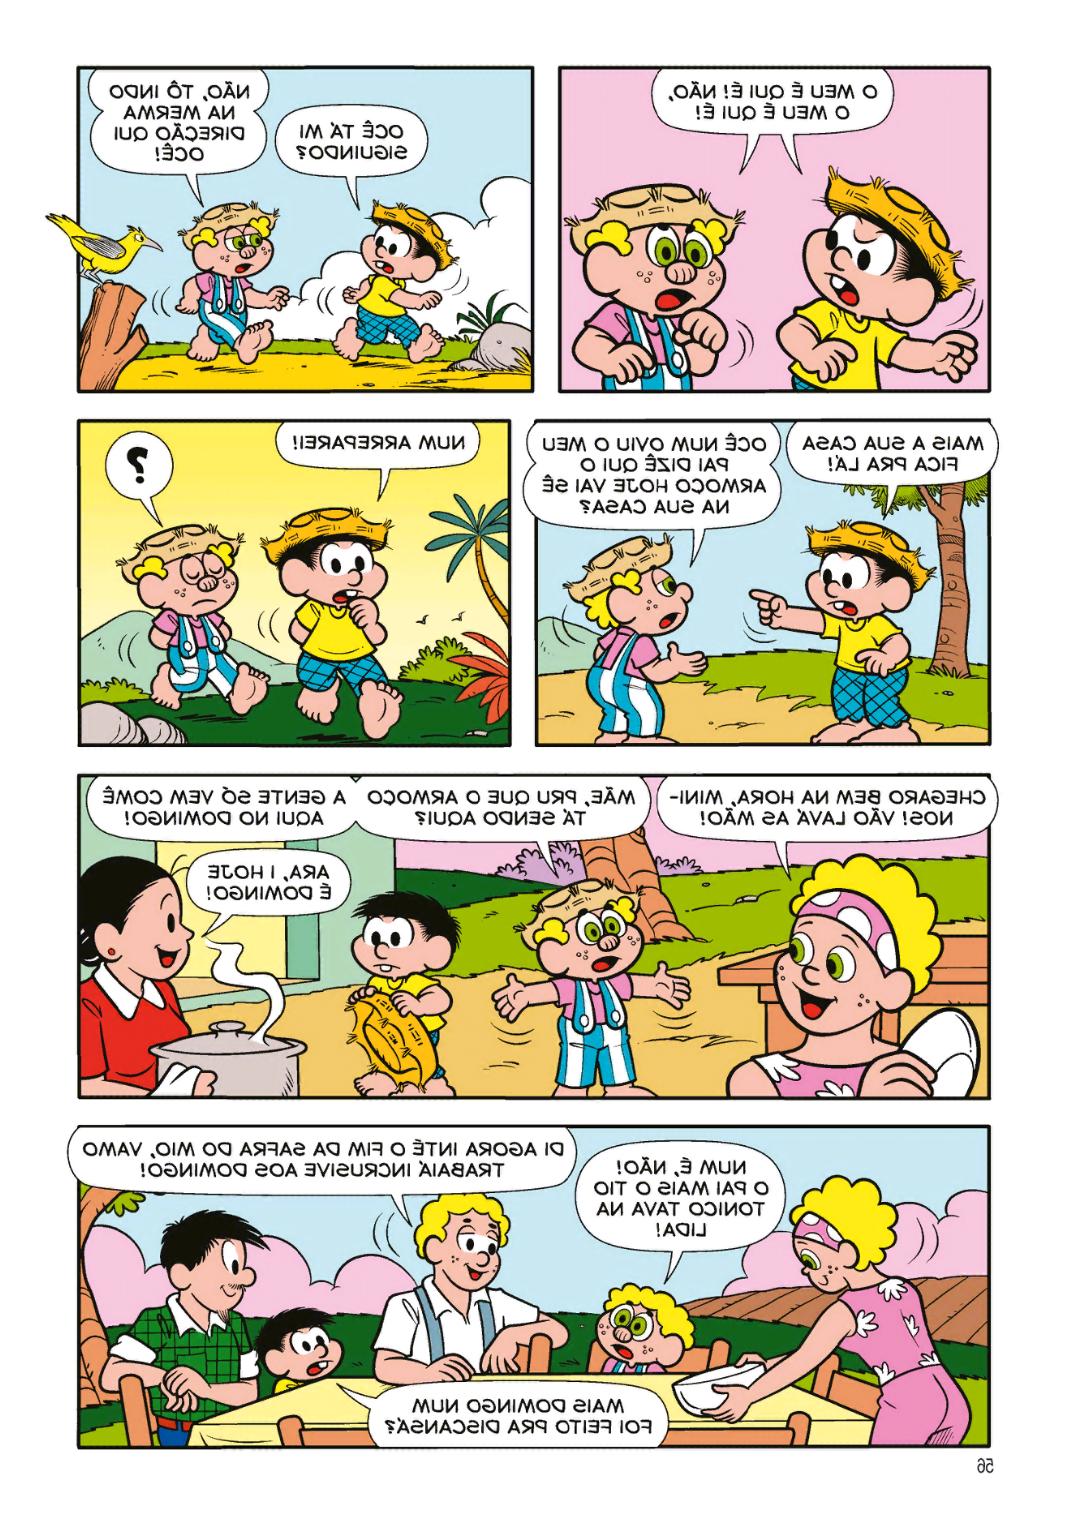 O MEU É QUI É! NÃO,
O MEU É QUI É!
OCÊ TÁ MI
SIGUINDO?
NÃO, TÔ INDO
NA MERMA
DIREÇÃO QUI
OCÊ!
MAIS A SUA CASA
FICA PRA LÁ!
OCÊ NUM OVIU O MEU
PAI DIZÊ QUI O
ARMOÇO HOJE VAI SÊ
NA SUA CASA?
NUM ARREPAREI!
?
CHEGARO BEM NA HORA, MINI-
NOS! VÃO LAVÁ AS MÃO!
MÃE, PRU QUE O ARMOÇO
TÁ SENDO AQUI?
A GENTE SÓ VEM COMÊ
AQUI NO DOMINGO!
ARA, I HOJE
É DOMINGO!
NUM É, NÃO!
O PAI MAIS O TIO
TONICO TAVA NA
LIDA!
DI AGORA INTÉ O FIM DA SAFRA DO MIO, VAMO
TRABAIÁ INCRUSIVE AOS DOMINGO!
MAIS DOMINGO NUM
FOI FEITO PRA DISCANSÁ?
56